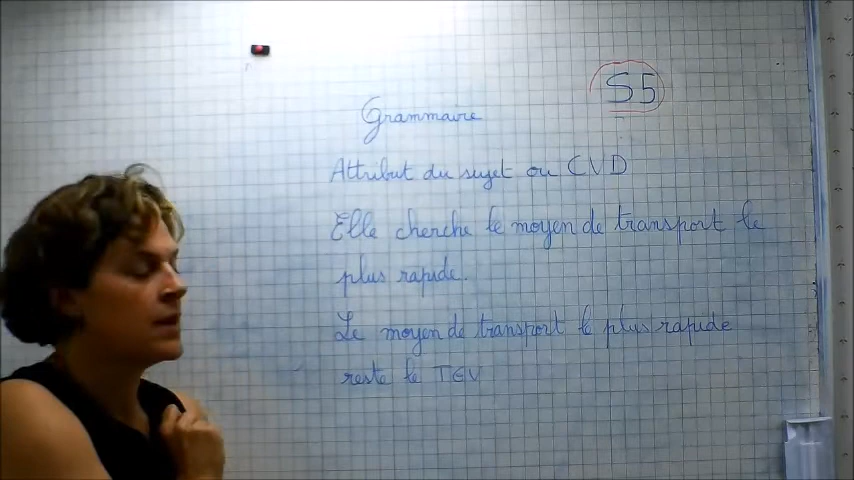 S5
Grammaire
Attribut du sujet ou CVD
Elle cherche le moyen de transport le
plus rapide.
Le moyen de transport le plus rapide
reste le TGV